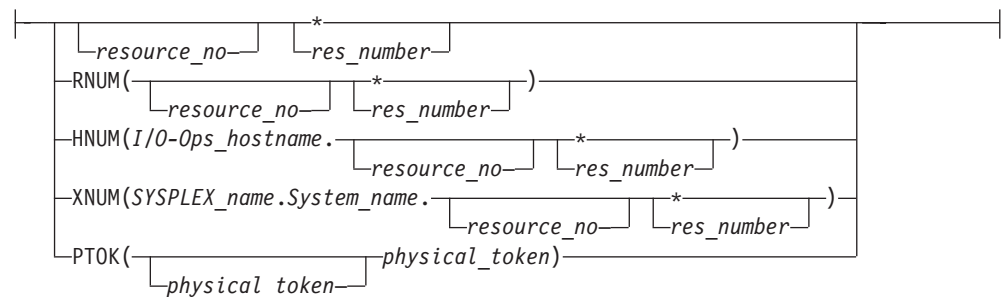 *
resource_no– res_number
RNUM( * )
resource_no– res_number
HNUM(I/O-Ops_hostname. * )
resource_no– res_number
XNUM(SYSPLEX_name.System_name. * )
resource_no– res_number
PTOK( physical_token)
physical token–